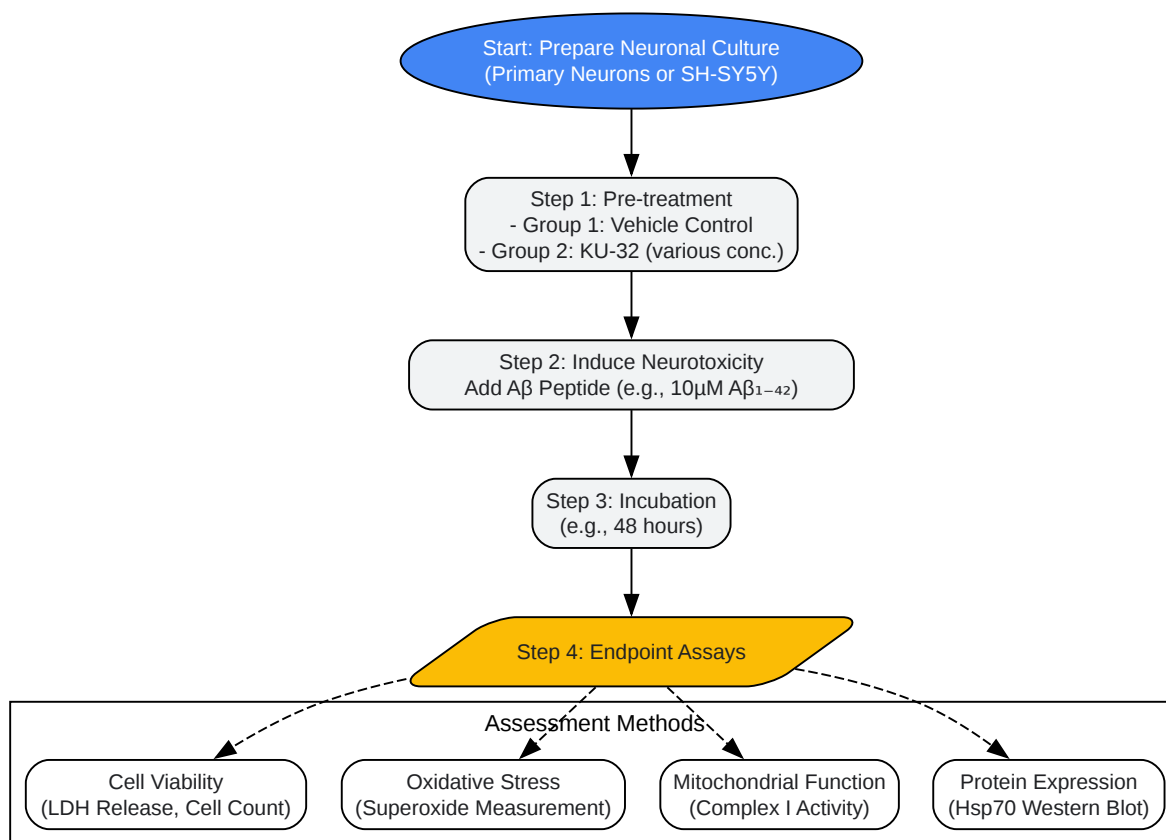 Start: Prepare Neuronal Culture
(Primary Neurons or SH-SY5Y)
Step 1: Pre-treatment
- Group 1: Vehicle Control
- Group 2: KU-32 (various conc.)
Step 2: Induce Neurotoxicity
Add Aβ Peptide (e.g., 10µM Aβ₁₋₄₂)
Step 3: Incubation
(e.g., 48 hours)
Step 4: Endpoint Assays
Assessment Methods
Cell Viability
(LDH Release, Cell Count)
Oxidative Stress
(Superoxide Measurement)
Mitochondrial Function
(Complex I Activity)
Protein Expression
(Hsp70 Western Blot)